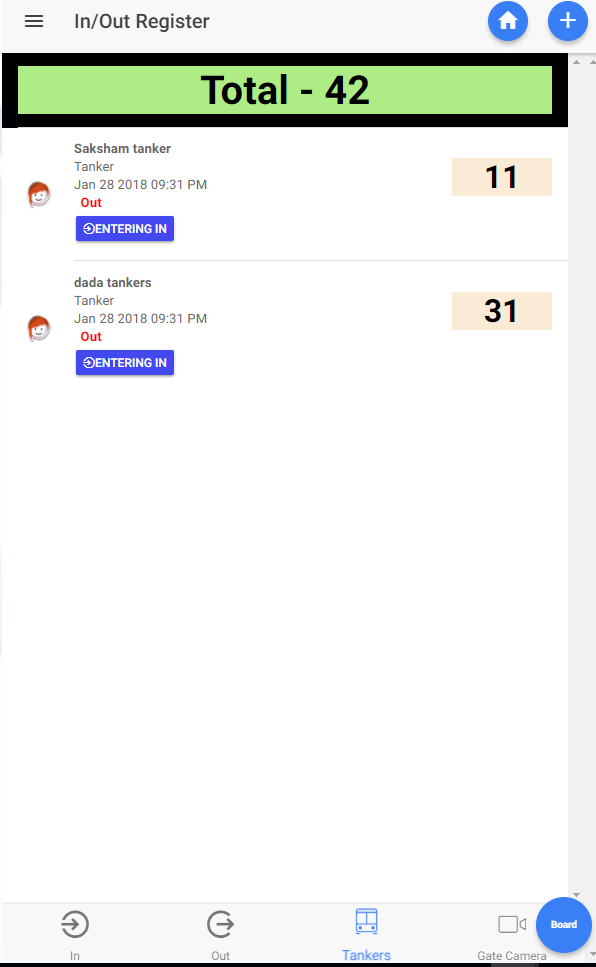 In/Out Register
Total - 42
Saksham tanker
Tanker
Jan 28 2018 09:31 PM
Out
ENTERING IN
11
dada tankers
Tanker
Jan 28 2018 09:31 PM
Out
ENTERING IN
31
In
Out
Tankers
Gate Camera
Board